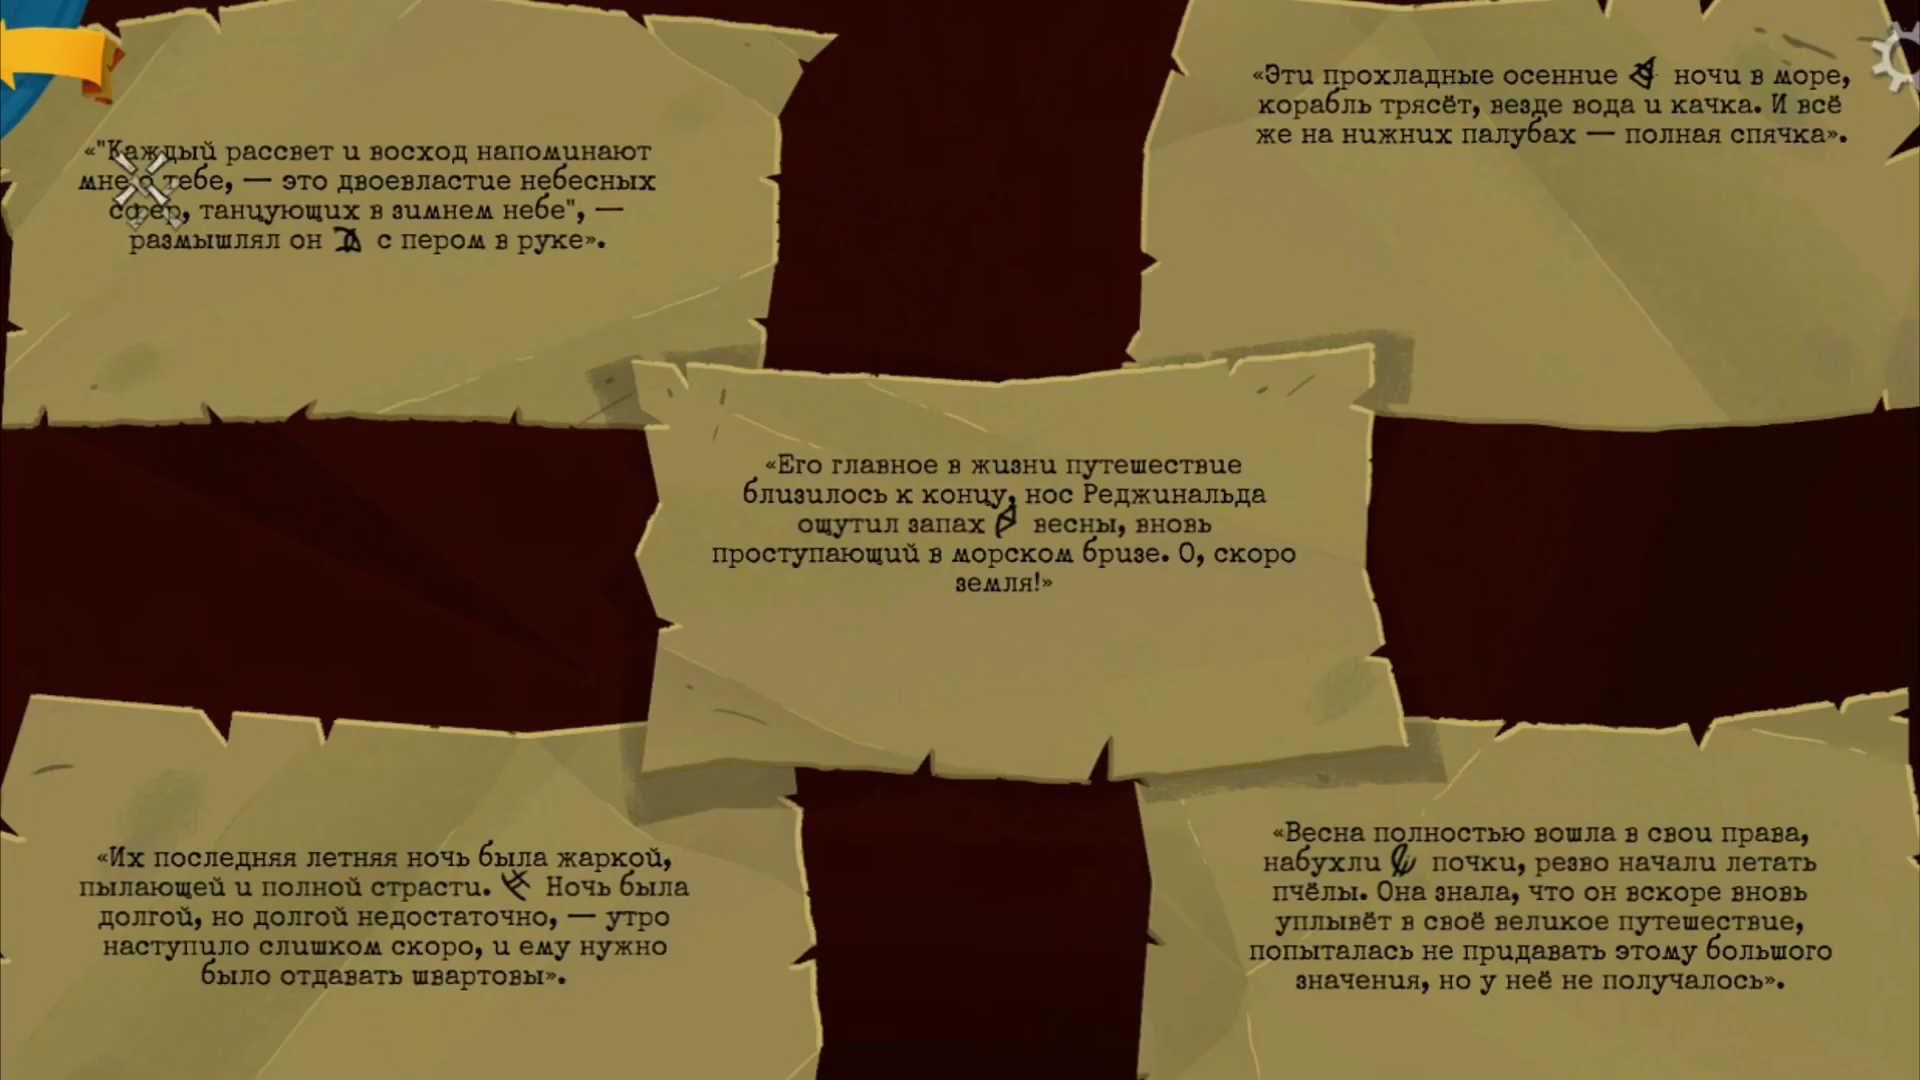 «"Каждый рассвет и восход напоминают
мне о тебе, — это двоевластие небесных
сфер, танцующих в зимнем небе", —
размышлял он с пером в руке».
«Эти прохладные осенние ночи в море,
корабль трясёт, везде вода и качка. И всё
же на нижних палубах — полная спячка».
«Его главное в жизни путешествие
близилось к концу, нос Реджинальда
ощутил запах весны, вновь
проступающий в морском бризе. О, скоро
земля!»
«Их последняя летняя ночь была жаркой,
пылающей и полной страсти. Ночь была
долгой, но долгой недостаточно, — утро
наступило слишком скоро, и ему нужно
было отдавать швартовы».
«Весна полностью вошла в свои права,
набухли почки, резво начали летать
пчёлы. Она знала, что он вскоре вновь
уплывёт в своё великое путешествие,
попыталась не придавать этому большого
значения, но у неё не получалось».